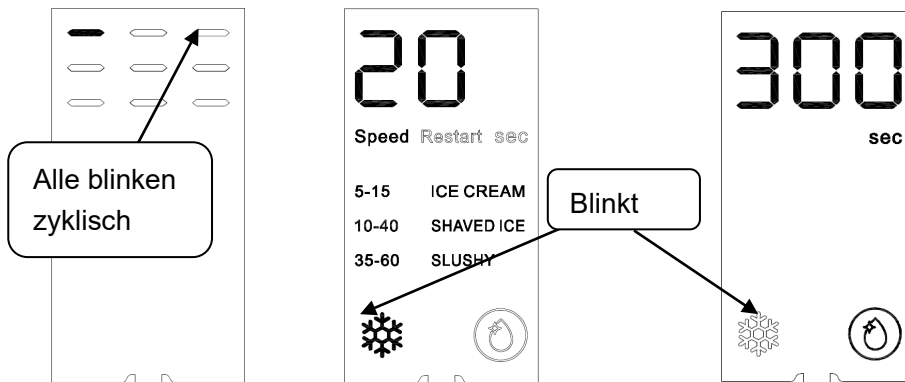 Alle blinken
zyklisch
20
Speed Restart sec
5-15 ICE CREAM
10-40 SHAVED ICE
35-60 SLUSHY
Blinkt
300
sec